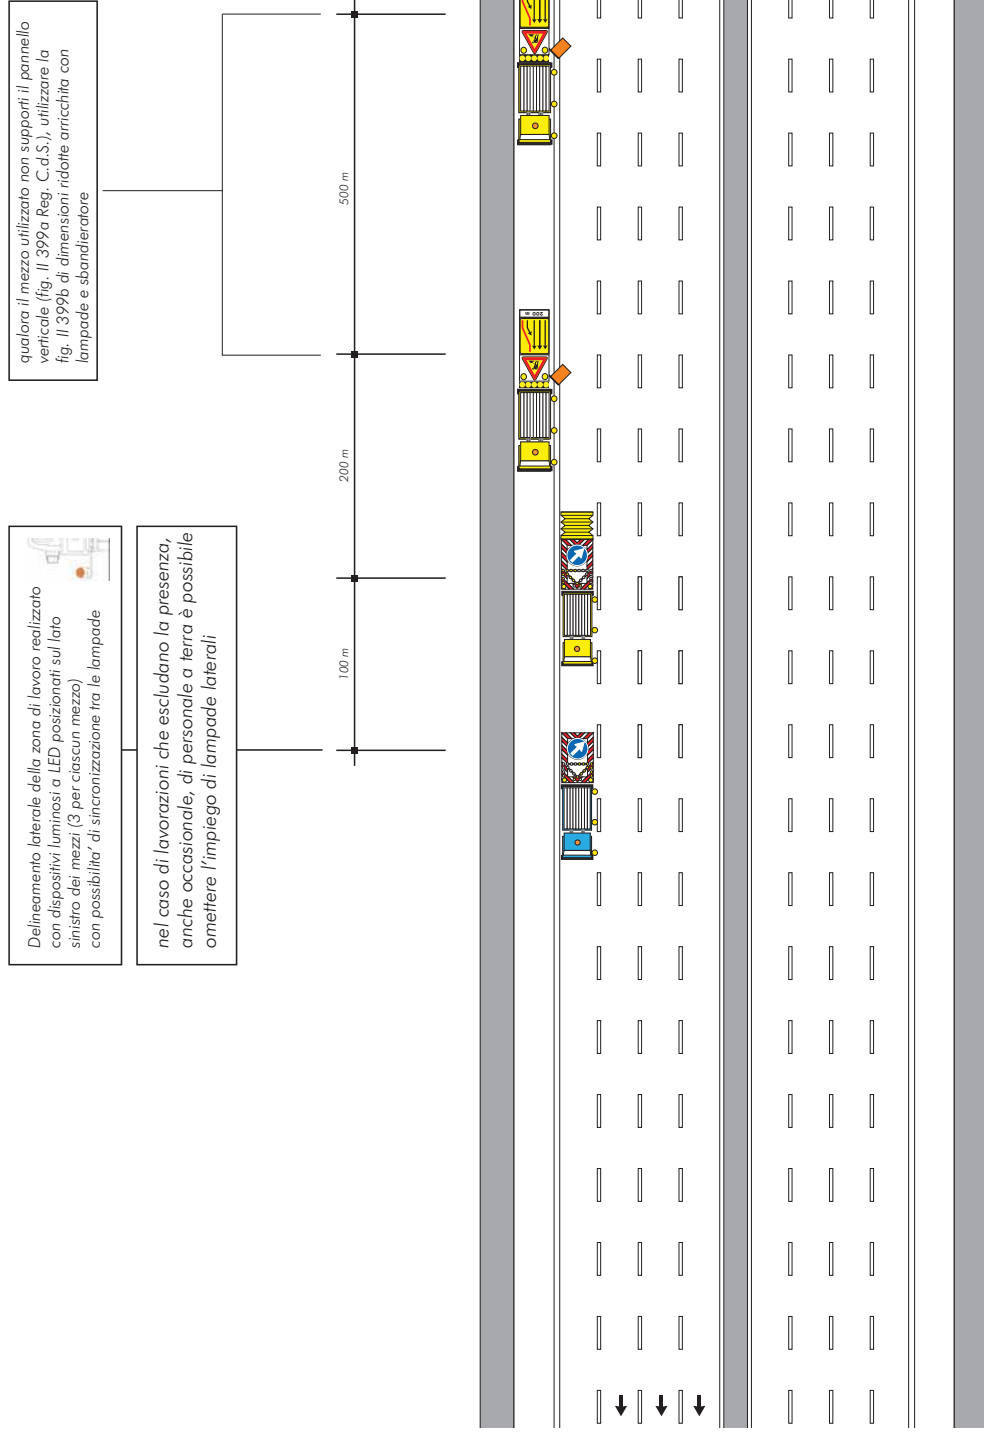 qualora il mezzo utilizzato non supporti il pannello
verticale (fig. II 399a Reg. C.d.S.), utilizzare la
fig. II 399b di dimensioni ridotte arricchita con
lampade e sbandieratore
Delineamento laterale della zona di lavoro realizzato
con dispositivi luminosi a LED posizionati sul lato
sinistro dei mezzi (3 per ciascun mezzo)
con possibilita' di sincronizzazione tra le lampade
nel caso di lavorazioni che escludano la presenza,
anche occasionale, di personale a terra è possibile
omettere l'impiego di lampade laterali
500 m
200 m
100 m
200 m